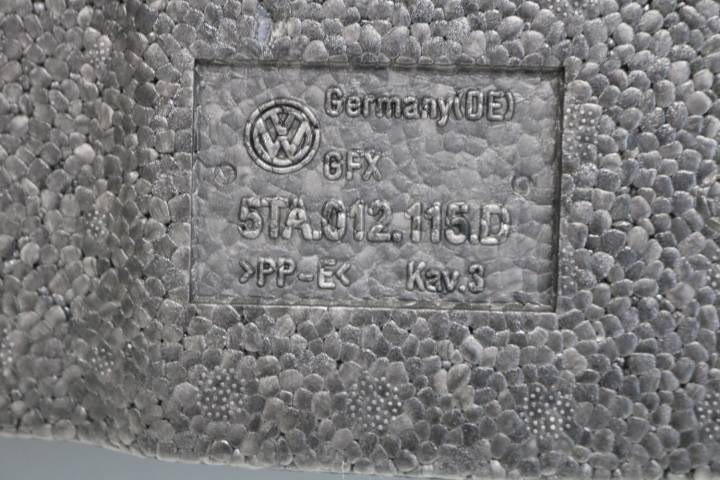 Germany(DE)
GFX
5TA.012.115.D
>PP-E< Kav.3